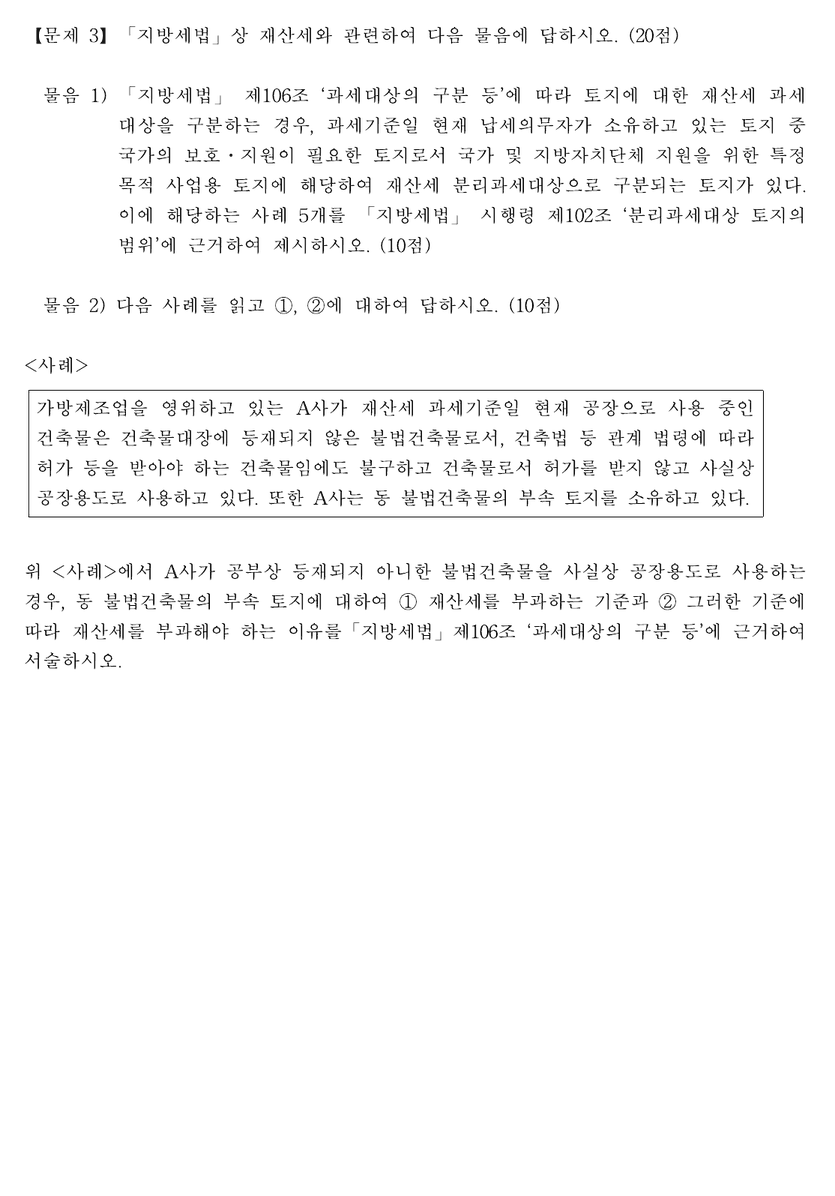 【문제 3】 「지방세법」상 재산세와 관련하여 다음 물음에 답하시오. (20점)
물음 1) 「지방세법」 제106조 ‘과세대상의 구분 등’에 따라 토지에 대한 재산세 과세
대상을 구분하는 경우, 과세기준일 현재 납세의무자가 소유하고 있는 토지 중
국가의 보호・지원이 필요한 토지로서 국가 및 지방자치단체 지원을 위한 특정
목적 사업용 토지에 해당하여 재산세 분리과세대상으로 구분되는 토지가 있다.
이에 해당하는 사례 5개를 「지방세법」 시행령 제102조 ‘분리과세대상 토지의
범위’에 근거하여 제시하시오. (10점)
물음 2) 다음 사례를 읽고 ①, ②에 대하여 답하시오. (10점)
<사례>
가방제조업을 영위하고 있는 A사가 재산세 과세기준일 현재 공장으로 사용 중인
건축물은 건축물대장에 등재되지 않은 불법건축물로서, 건축법 등 관계 법령에 따라
허가 등을 받아야 하는 건축물임에도 불구하고 건축물로서 허가를 받지 않고 사실상
공장용도로 사용하고 있다. 또한 A사는 동 불법건축물의 부속 토지를 소유하고 있다.
위 <사례>에서 A사가 공부상 등재되지 아니한 불법건축물을 사실상 공장용도로 사용하는
경우, 동 불법건축물의 부속 토지에 대하여 ① 재산세를 부과하는 기준과 ② 그러한 기준에
따라 재산세를 부과해야 하는 이유를「지방세법」제106조 ‘과세대상의 구분 등’에 근거하여
서술하시오.